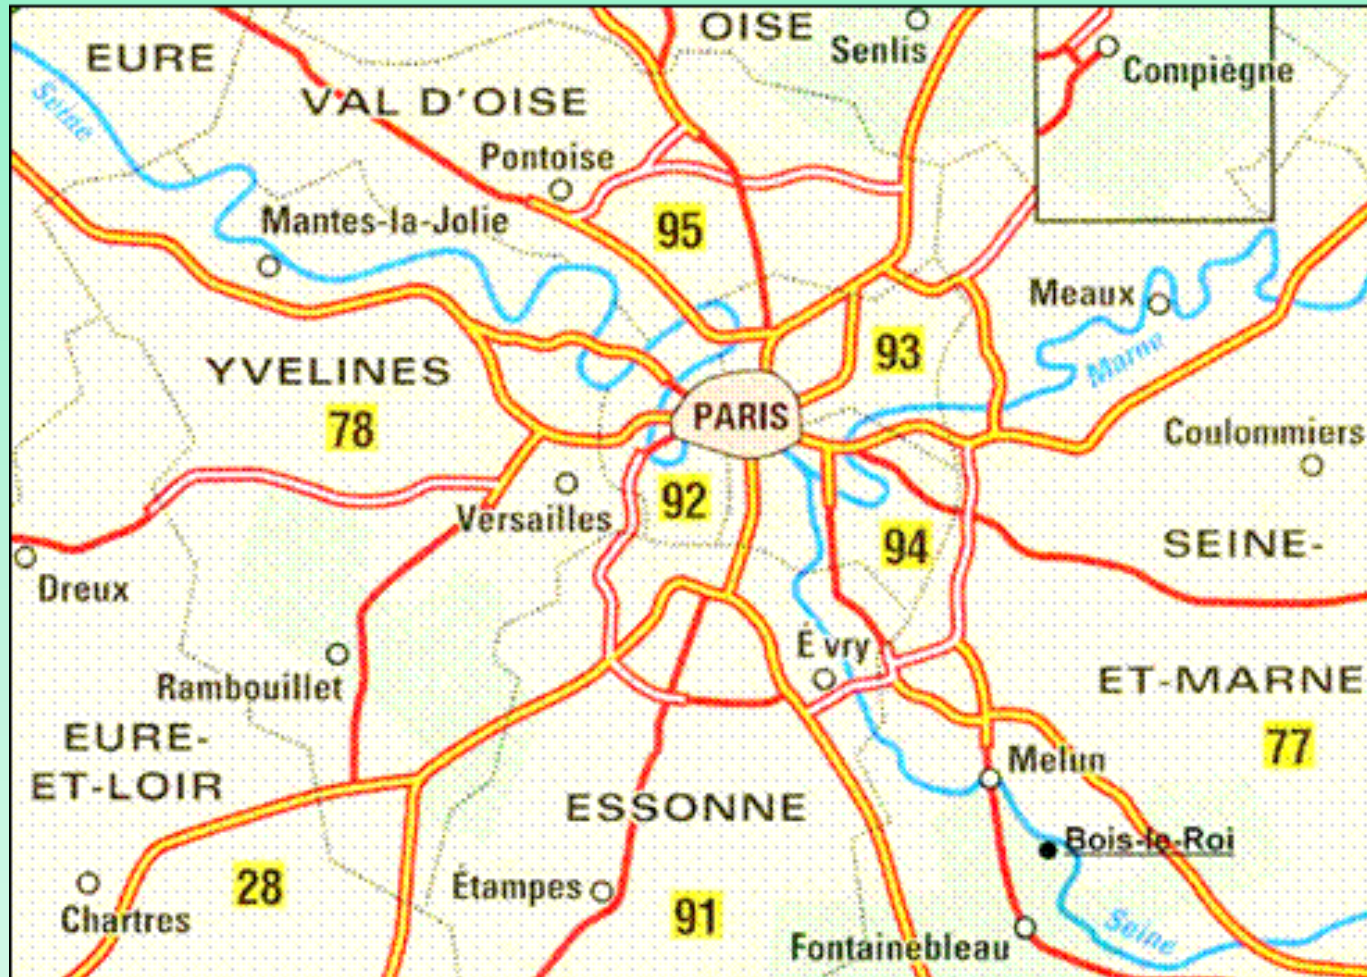 OISE
Senlis
EURE
Compiègne
VAL D'OISE
Seine
Pontoise
Mantes-la-Jolie
95
Meaux
93
Marne
YVELINES
PARIS
78
Coulommiers
92
Versailles
94
SEINE-
Dreux
Évry
Rambouillet
ET-MARNE
EURE-
ET-LOIR
77
Melun
ESSONNE
Bois-le-Roi
28
Étampes
Chartres
91
Seine
Fontainebleau